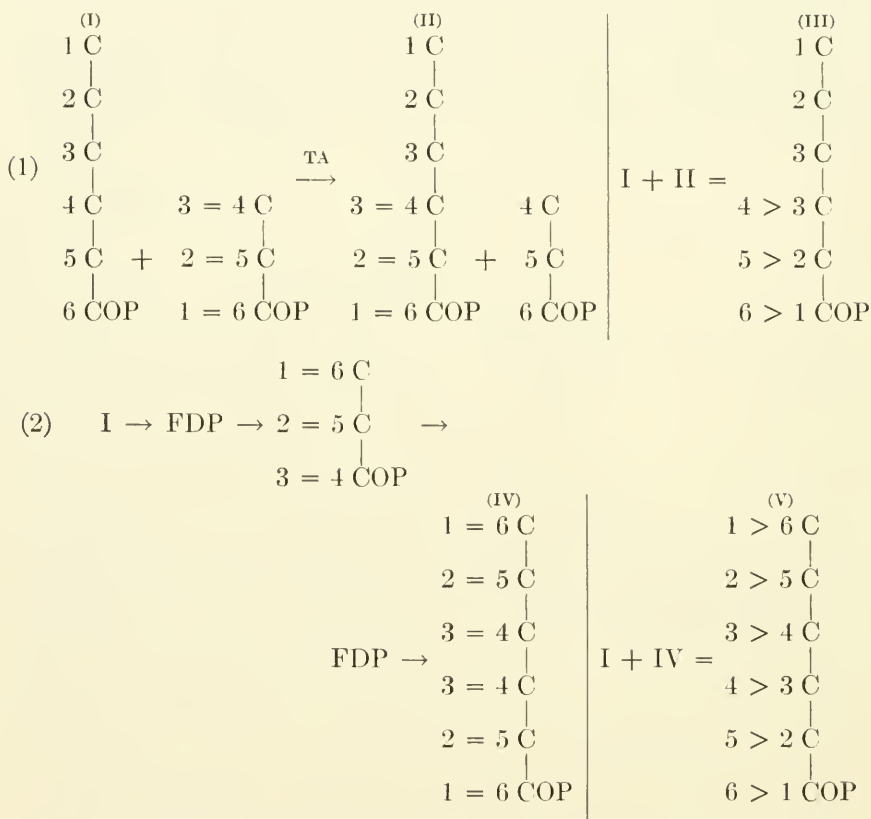 (I) (II) (III)
1 C 1 C 1 C
2 C 2 C 2 C
3 C 3 C 3 C
(1) TA
4 C 3 = 4 C → 3 = 4 C 4 C I + II = 4 > 3 C
5 C + 2 = 5 C 2 = 5 C + 5 C 5 > 2 C
6 COP 1 = 6 COP 1 = 6 COP 6 COP 6 > 1 COP
1 = 6 C
(2) I → FDP → 2 = 5 C →
3 = 4 COP
(IV) (V)
1 = 6 C 1 > 6 C
2 = 5 C 2 > 5 C
3 = 4 C 3 > 4 C
FDP → I + IV =
3 = 4 C 4 > 3 C
2 = 5 C 5 > 2 C
1 = 6 COP 6 > 1 COP